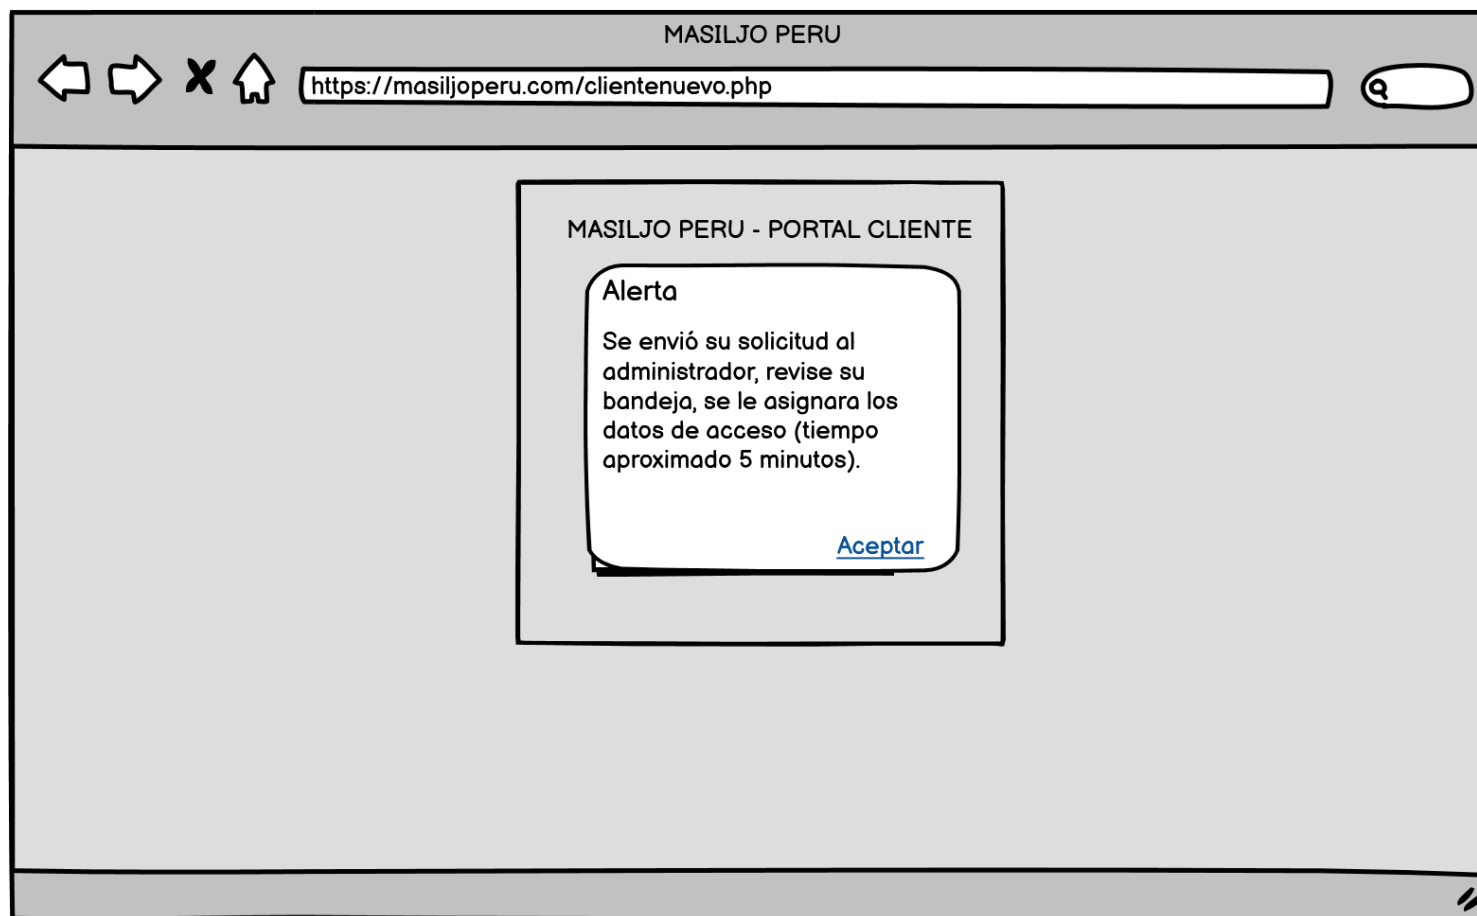 MASILJO PERU
https://masiljoperu.com/clientenuevo.php
MASILJO PERU - PORTAL CLIENTE
Alerta
Se envió su solicitud al
administrador, revise su
bandeja, se le asignara los
datos de acceso (tiempo
aproximado 5 minutos).
Aceptar